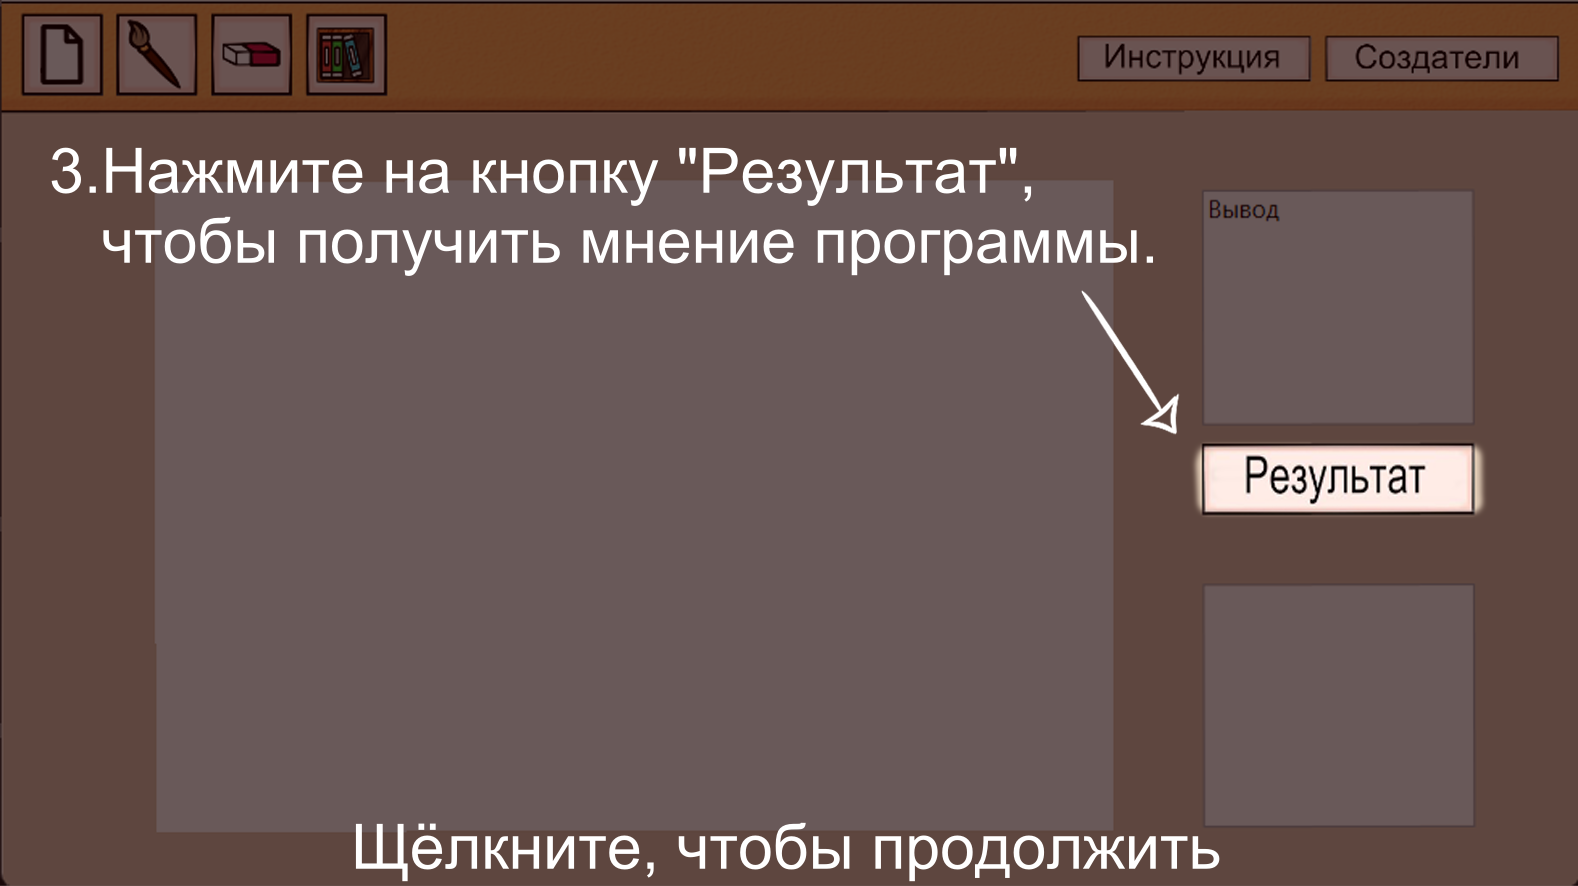 Инструкция
Создатели
3.Нажмите на кнопку "Результат",
чтобы получить мнение программы.
Вывод
Результат
Щёлкните, чтобы продолжить